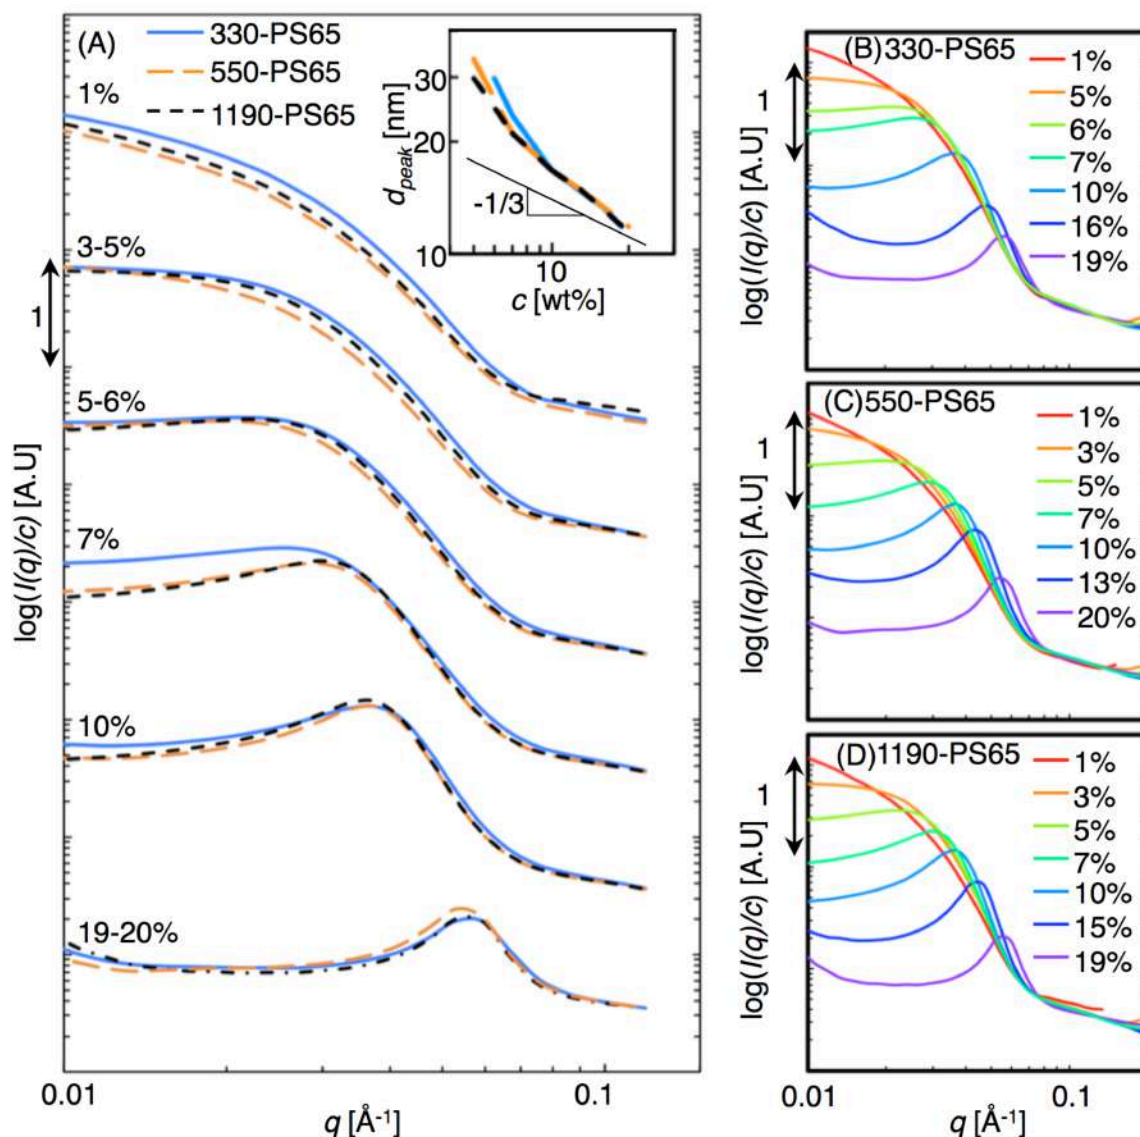 (A)
330-PS65
550-PS65
1190-PS65
1%
3-5%
1
5-6%
7%
10%
19-20%
log(I(q)/c) [A.U]
0.01
0.1
q [Å-1]
30
20
10
d_peak [nm]
-1/3
10
c [wt%]
(B)330-PS65
1%
5%
6%
7%
10%
16%
19%
1
log(I(q)/c) [A.U]
(C)550-PS65
1%
3%
5%
7%
10%
13%
20%
1
log(I(q)/c) [A.U]
(D)1190-PS65
1%
3%
5%
7%
10%
15%
19%
1
log(I(q)/c) [A.U]
0.01
0.1
q [Å-1]